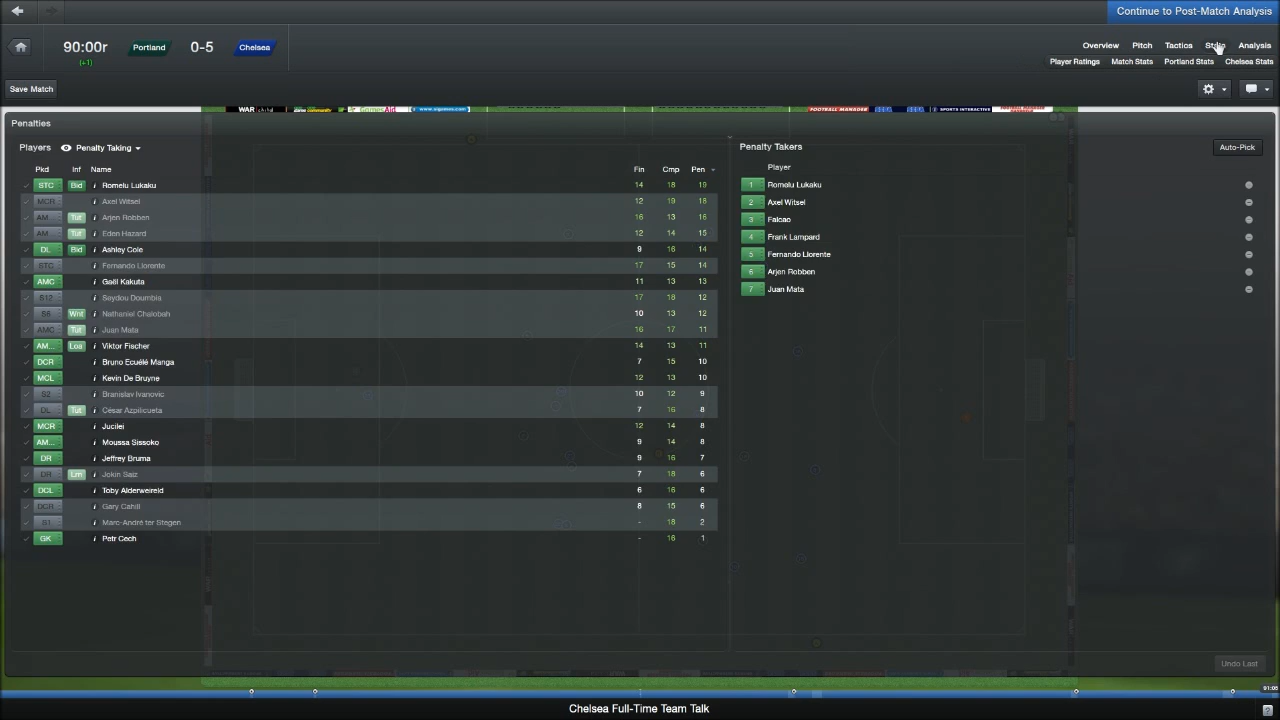 Continue to Post-Match Analysis
90:00r Portland 0-5 Chelsea
(+1)
Overview Pitch Tactics Stats Analysis
Player Ratings Match Stats Portland Stats Chelsea Stats
Save Match
WAR GamesAid FOOTBALL MANAGER SPORTS INTERACTIVE
Penalties
Players Penalty Taking
Pkd Inf Name Fin Cmp Pen
STC Bid i Romelu Lukaku 14 18 19
MCR i Axel Witsel 12 19 18
AM Tut i Arjen Robben 16 13 16
AM Tut i Eden Hazard 12 14 15
DL Bid i Ashley Cole 9 16 14
STC i Fernando Llorente 17 15 14
AMC i Gaël Kakuta 11 13 13
S12 i Seydou Doumbia 17 18 12
S6 Wnt i Nathaniel Chalobah 10 13 12
AMC Tut i Juan Mata 16 17 11
AM... Loa i Viktor Fischer 14 13 11
DCR i Bruno Ecuélé Manga 7 15 10
MCL i Kevin De Bruyne 12 13 10
S2 i Branislav Ivanovic 10 12 9
DL Tut i César Azpilicueta 7 16 8
MCR i Jucilei 12 14 8
AM... i Moussa Sissoko 9 14 8
DR i Jeffrey Bruma 9 16 7
DR Lrn i Jokin Saiz 7 18 6
DCL i Toby Alderweireld 6 16 6
DCR i Gary Cahill 8 15 6
S1 i Marc-André ter Stegen - 18 2
GK i Petr Cech - 16 1
Penalty Takers
Auto-Pick
Player
1 Romelu Lukaku
2 Axel Witsel
3 Falcao
4 Frank Lampard
5 Fernando Llorente
6 Arjen Robben
7 Juan Mata
Undo Last
Chelsea Full-Time Team Talk